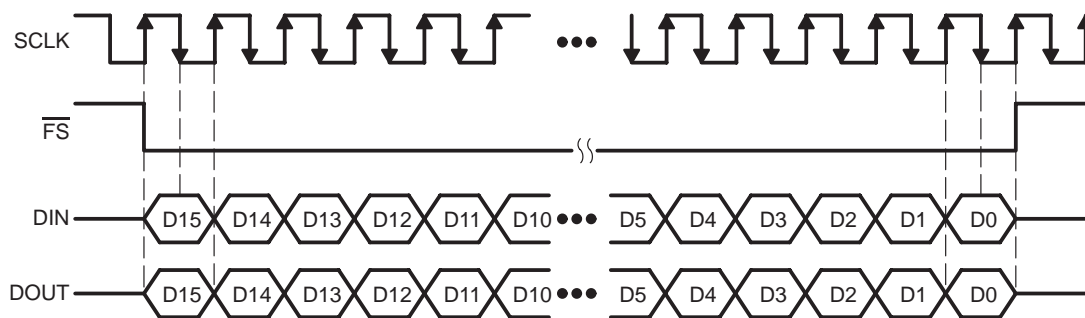 SCLK
FS
DIN D15 D14 D13 D12 D11 D10 ••• D5 D4 D3 D2 D1 D0
DOUT D15 D14 D13 D12 D11 D10 ••• D5 D4 D3 D2 D1 D0